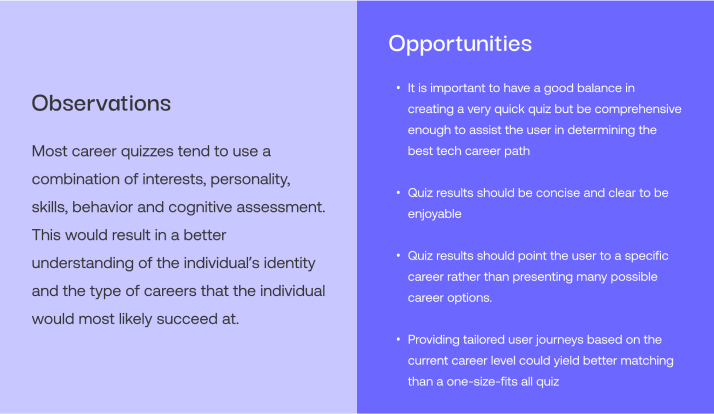 Observations
Most career quizzes tend to use a
combination of interests, personality,
skills, behavior and cognitive assessment.
This would result in a better
understanding of the individual's identity
and the type of careers that the individual
would most likely succeed at.
Opportunities
• It is important to have a good balance in
creating a very quick quiz but be comprehensive
enough to assist the user in determining the
best tech career path
• Quiz results should be concise and clear to be
enjoyable
• Quiz results should point the user to a specific
career rather than presenting many possible
career options.
• Providing tailored user journeys based on the
current career level could yield better matching
than a one-size-fits all quiz